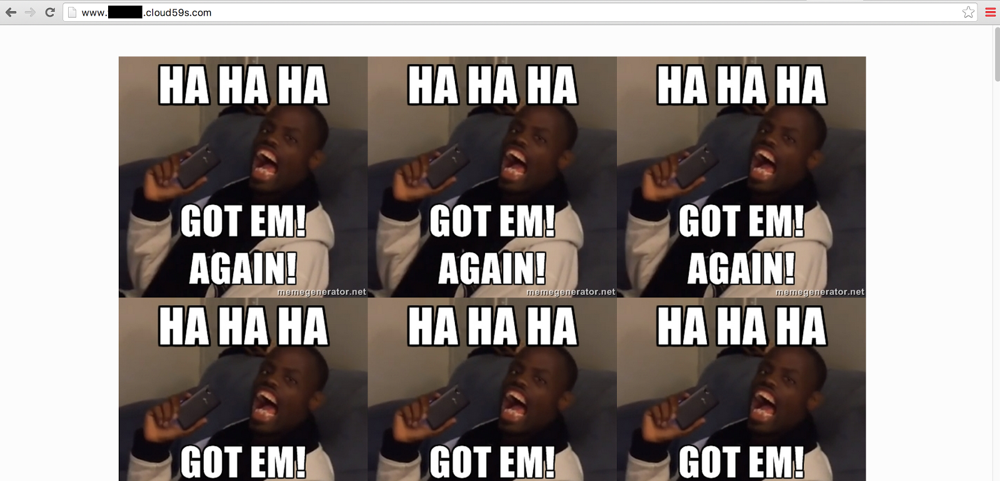 www. .cloud59s.com
HA HA HA HA HA HA HA HA HA
GOT EM! GOT EM! GOT EM!
AGAIN! AGAIN! AGAIN!
memegenerator.net memegenerator.net memegenerator.net
HA HA HA HA HA HA HA HA HA
GOT EM! GOT EM! GOT EM!